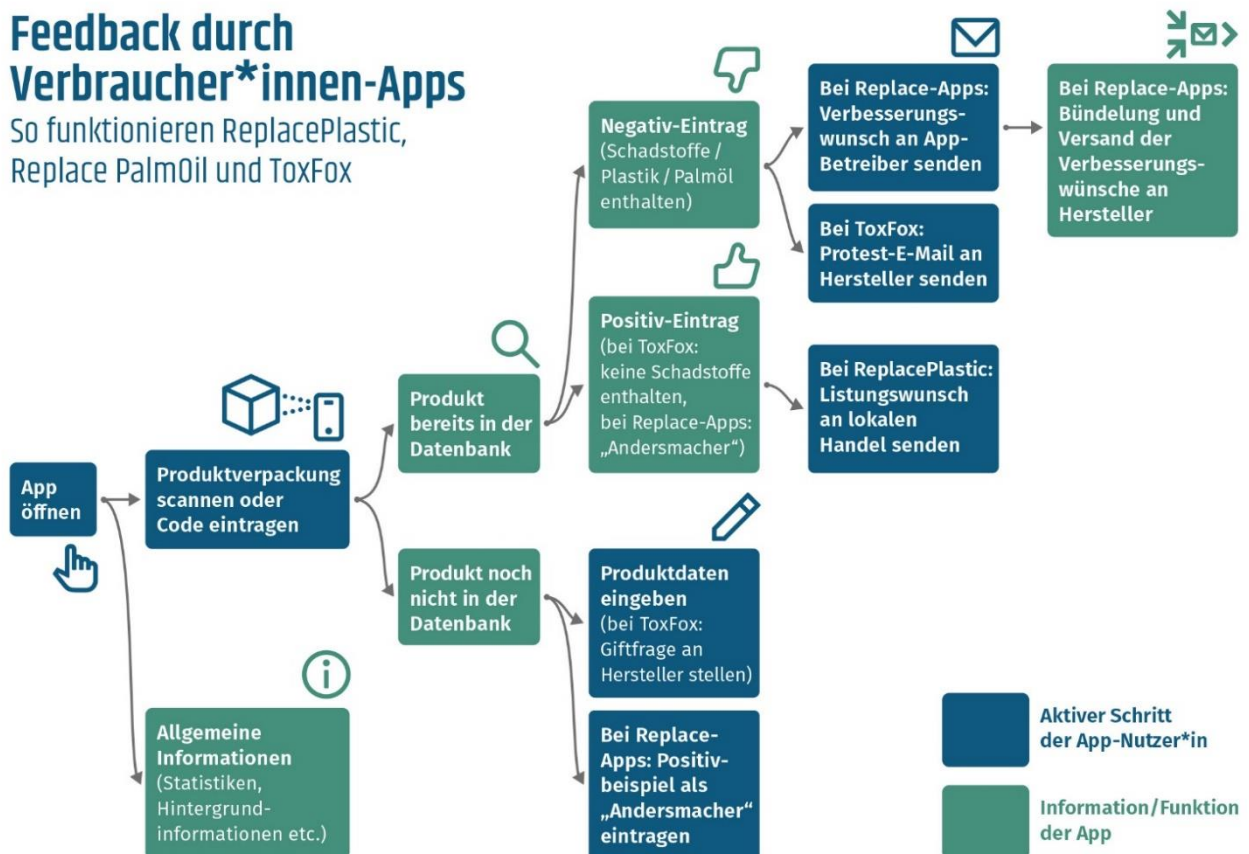 Feedback durch
Verbraucher*innen-Apps
So funktionieren ReplacePlastic,
Replace PalmOil und ToxFox
App
öffnen
Produktverpackung
scannen oder
Code eintragen
Allgemeine
Informationen
(Statistiken,
Hintergrund-
informationen etc.)
Produkt
bereits in der
Datenbank
Produkt noch
nicht in der
Datenbank
Negativ-Eintrag
(Schadstoffe /
Plastik / Palmöl
enthalten)
Positiv-Eintrag
(bei ToxFox:
keine Schadstoffe
enthalten,
bei Replace-Apps:
„Andersmacher“)
Produktdaten
eingeben
(bei ToxFox:
Giftfrage an
Hersteller stellen)
Bei Replace-
Apps: Positiv-
beispiel als
„Andersmacher“
eintragen
Bei Replace-Apps:
Verbesserungs-
wunsch an App-
Betreiber senden
Bei ToxFox:
Protest-E-Mail an
Hersteller senden
Bei ReplacePlastic:
Listungswunsch
an lokalen
Handel senden
Bei Replace-Apps:
Bündelung und
Versand der
Verbesserungs-
wünsche an
Hersteller
Aktiver Schritt
der App-Nutzer*in
Information/Funktion
der App